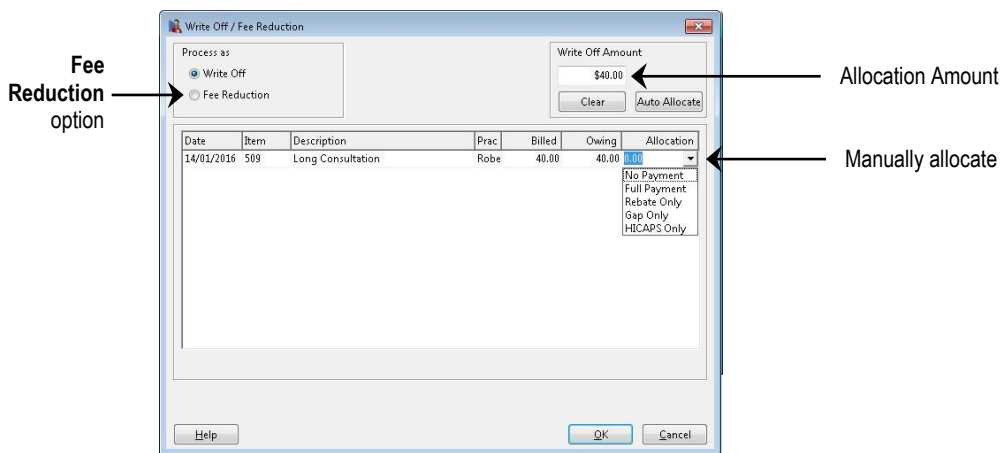 Write Off / Fee Reduction
Process as
Write Off
Fee Reduction
Write Off Amount
$40.00
Clear Auto Allocate
Fee
Reduction
option
Allocation Amount
Date Item Description Prac Billed Owing Allocation
14/01/2016 509 Long Consultation Robe 40.00 40.00 0.00
Manually allocate
No Payment
Full Payment
Rebate Only
Gap Only
HICAPS Only
Help OK Cancel